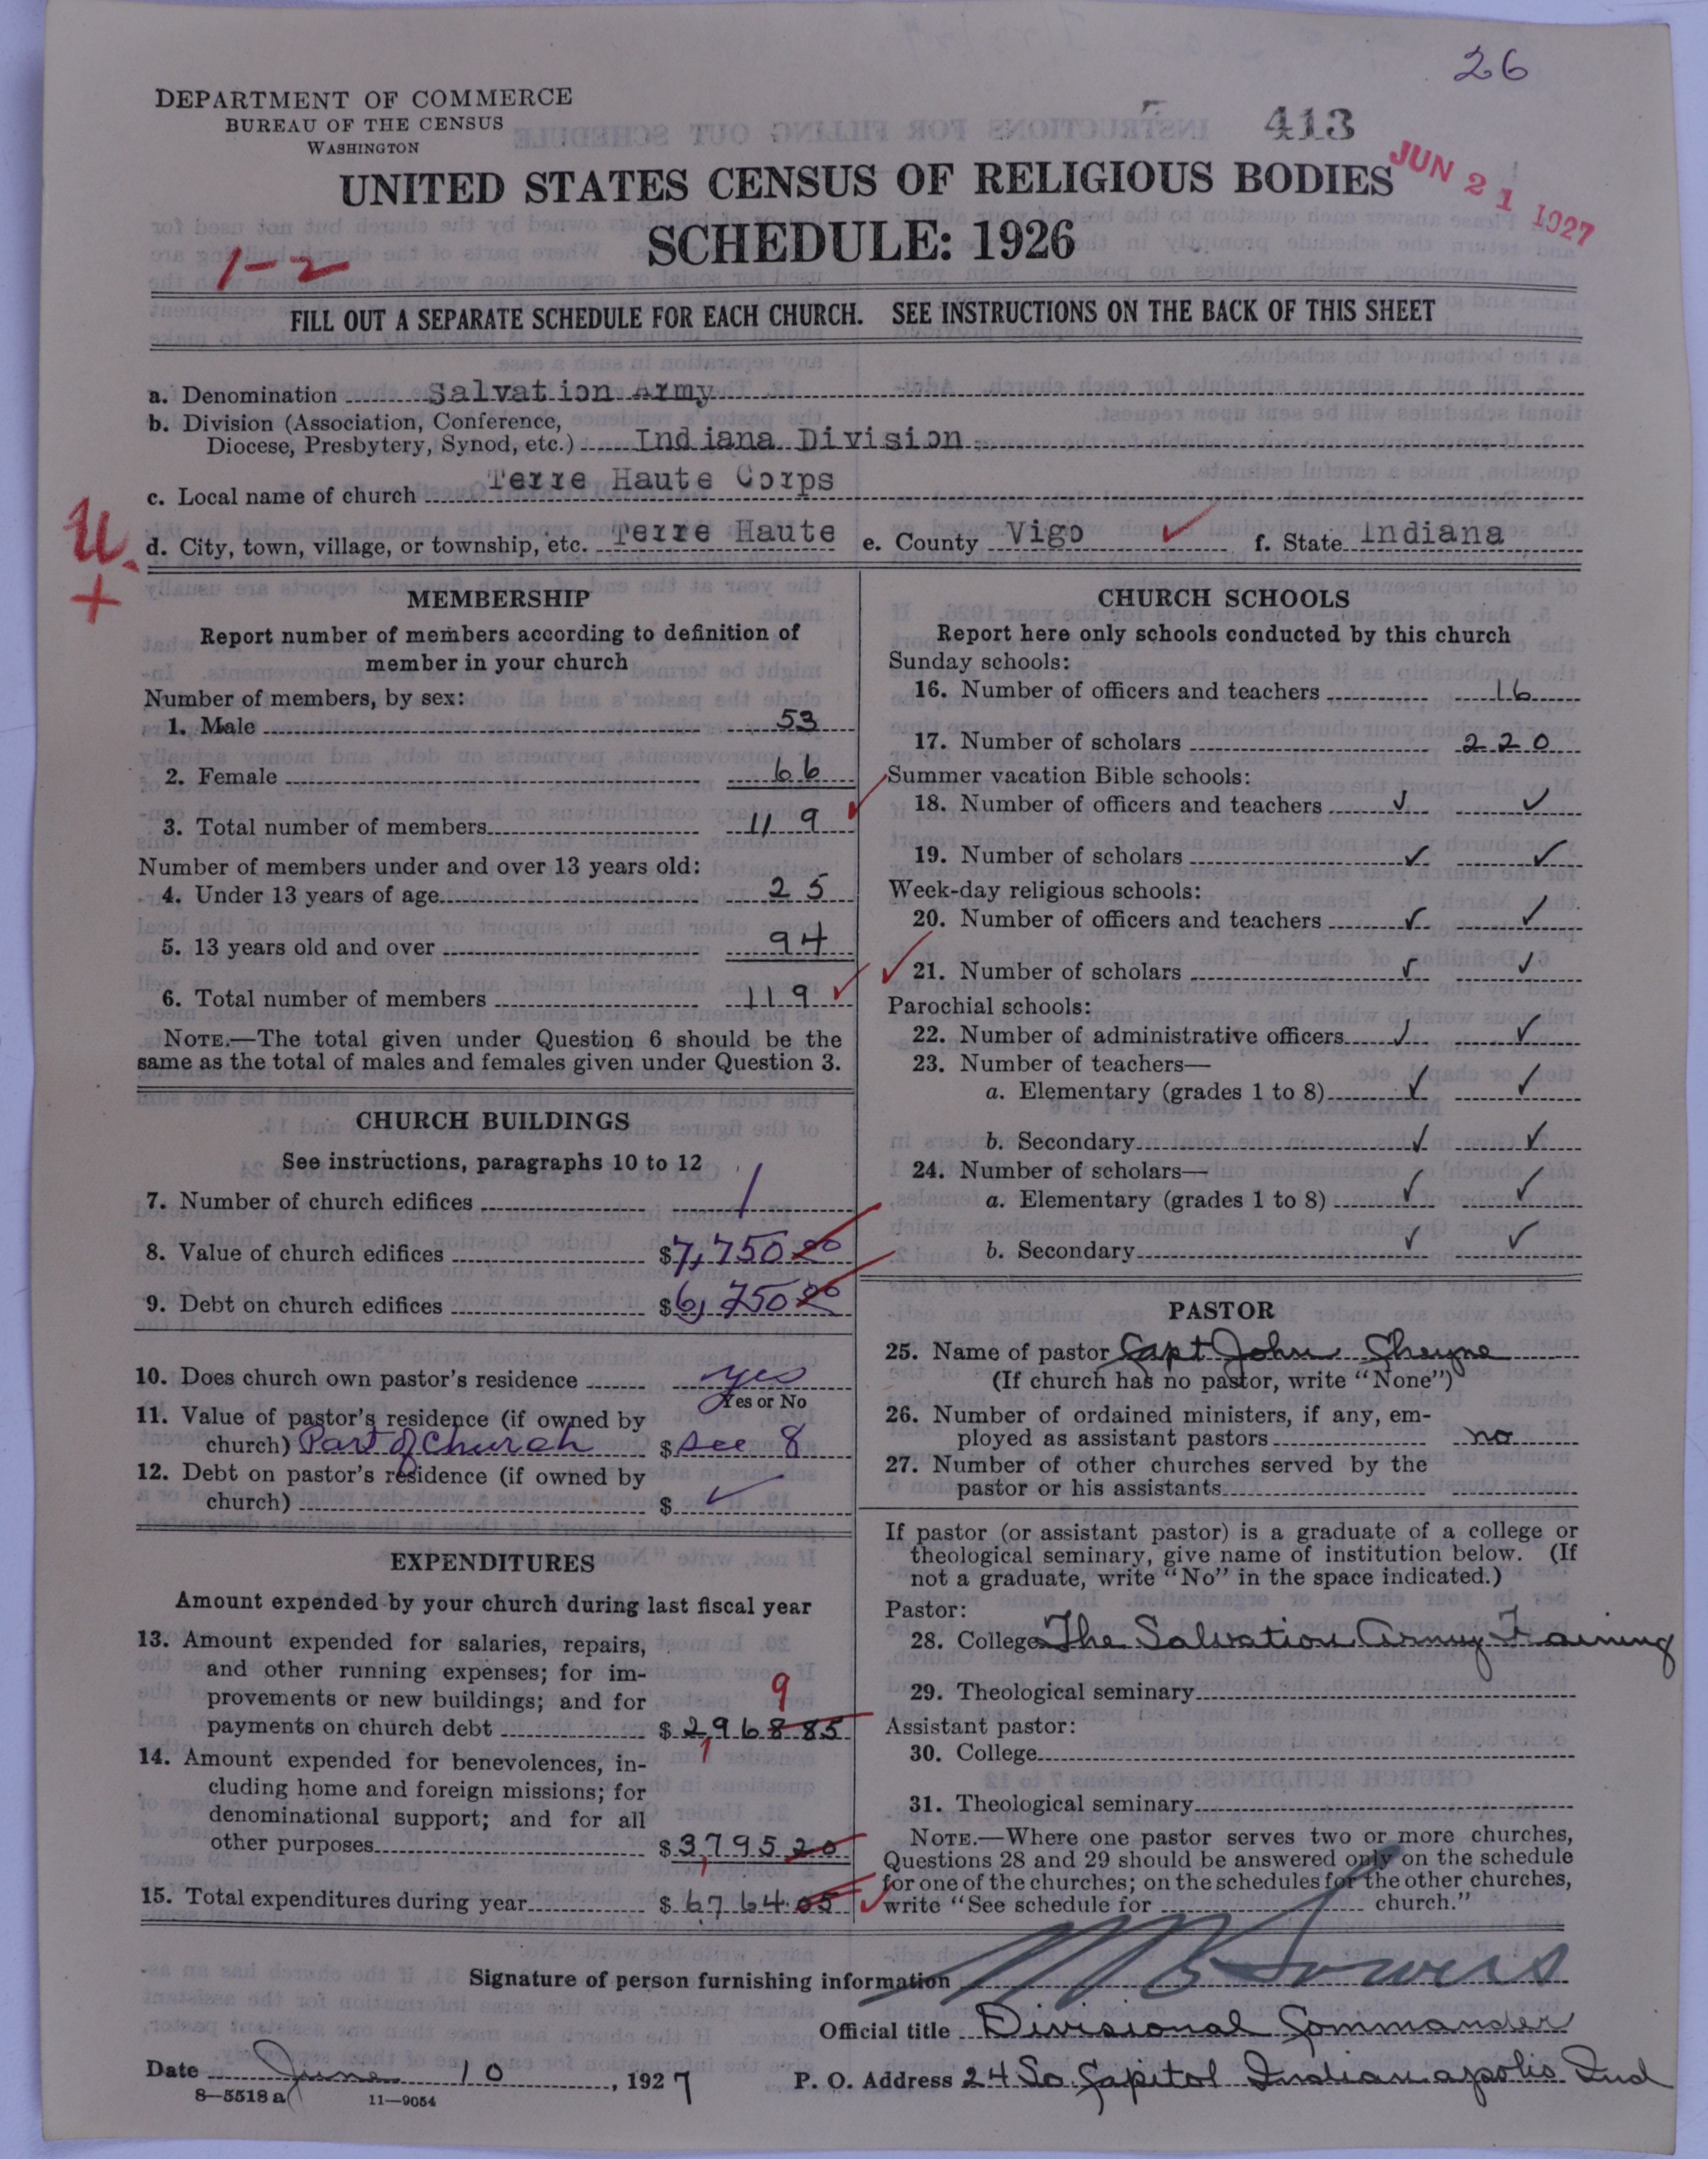 26
DEPARTMENT OF COMMERCE
BUREAU OF THE CENSUS
WASHINGTON
413
JUN 21 1927
UNITED STATES CENSUS OF RELIGIOUS BODIES
SCHEDULE: 1926
1-2
FILL OUT A SEPARATE SCHEDULE FOR EACH CHURCH. SEE INSTRUCTIONS ON THE BACK OF THIS SHEET
a. Denomination Salvation Army
b. Division (Association, Conference,
Diocese, Presbytery, Synod, etc.) Indiana Division
c. Local name of church Terre Haute Corps
U.
+
d. City, town, village, or township, etc. Terre Haute e. County Vigo ✓ f. State Indiana
MEMBERSHIP
Report number of members according to definition of
member in your church
Number of members, by sex:
1. Male 53
2. Female 66
3. Total number of members 119 ✓
Number of members under and over 13 years old:
4. Under 13 years of age 25
5. 13 years old and over 94
6. Total number of members 119 ✓
NOTE.—The total given under Question 6 should be the
same as the total of males and females given under Question 3.
CHURCH BUILDINGS
See instructions, paragraphs 10 to 12
7. Number of church edifices 1
8. Value of church edifices $7,750 00
9. Debt on church edifices $6,750 00
10. Does church own pastor's residence yes
Yes or No
11. Value of pastor's residence (if owned by
church) Part of Church $ see 8
12. Debt on pastor's residence (if owned by
church) $ ✓
EXPENDITURES
Amount expended by your church during last fiscal year
13. Amount expended for salaries, repairs,
and other running expenses; for im-
provements or new buildings; and for
9
payments on church debt $ 2,968 85
14. Amount expended for benevolences, in-
cluding home and foreign missions; for
denominational support; and for all
other purposes $ 3,795 20
15. Total expenditures during year $ 6764 05
CHURCH SCHOOLS
Report here only schools conducted by this church
Sunday schools:
16. Number of officers and teachers 16
17. Number of scholars 220
Summer vacation Bible schools:
18. Number of officers and teachers ✓ ✓
19. Number of scholars ✓ ✓
Week-day religious schools:
20. Number of officers and teachers ✓ ✓
✓ 21. Number of scholars ✓ ✓
Parochial schools:
22. Number of administrative officers ✓ ✓
23. Number of teachers—
a. Elementary (grades 1 to 8) ✓ ✓
b. Secondary ✓ ✓
24. Number of scholars—
a. Elementary (grades 1 to 8) ✓ ✓
b. Secondary ✓ ✓
PASTOR
25. Name of pastor Capt John Cheyne
(If church has no pastor, write "None")
26. Number of ordained ministers, if any, em-
ployed as assistant pastors no
27. Number of other churches served by the
pastor or his assistants
If pastor (or assistant pastor) is a graduate of a college or
theological seminary, give name of institution below. (If
not a graduate, write "No" in the space indicated.)
Pastor:
28. College The Salvation Army Training
29. Theological seminary
Assistant pastor:
30. College
31. Theological seminary
NOTE.—Where one pastor serves two or more churches,
Questions 28 and 29 should be answered only on the schedule
for one of the churches; on the schedules for the other churches,
✓ write "See schedule for church."
Signature of person furnishing information
Official title Divisional Commander
Date June 10, 1927 P. O. Address 24 So Capitol Indianapolis Ind
8—5518 a 11—9054